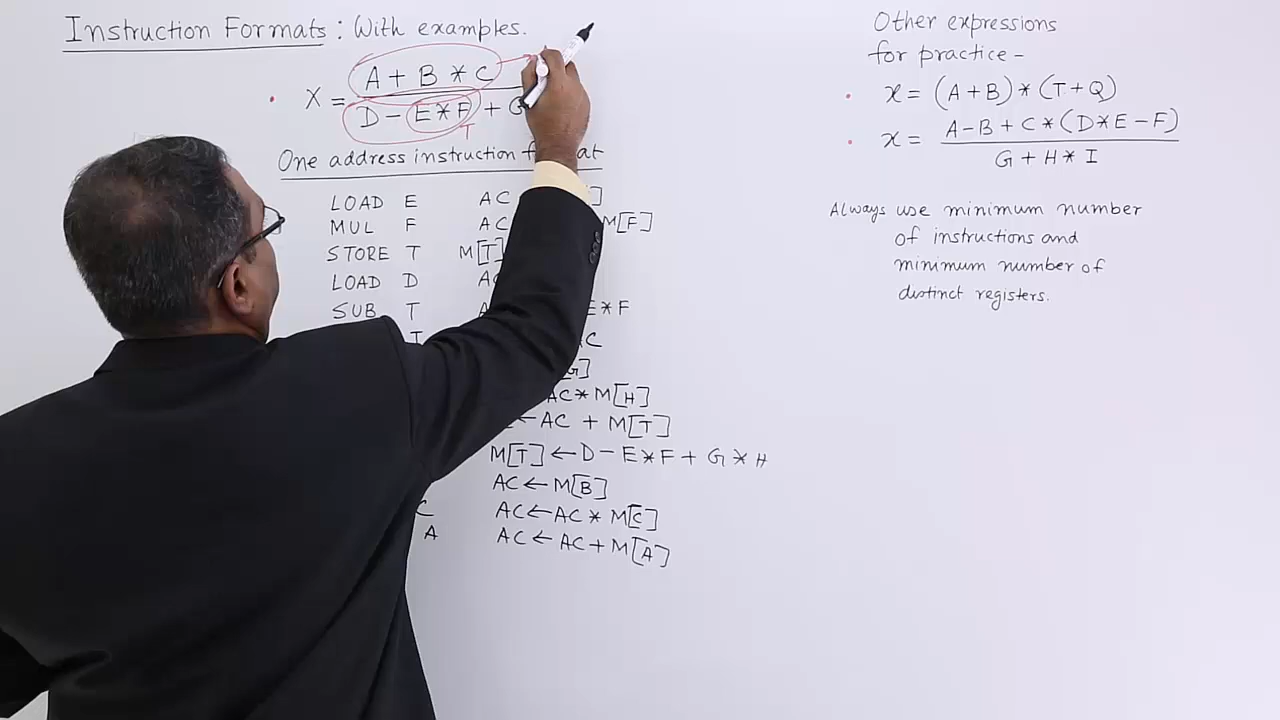 Instruction Formats : With examples.
A + B * C
X =
D - E * F + G
T
One address instruction format
LOAD E AC
MUL F AC M[F]
STORE T M[T]
LOAD D AC
SUB T E * F
T AC
[G]
AC * M[H]
← AC + M[T]
M[T] ← D - E * F + G * H
AC ← M[B]
C AC ← AC * M[C]
A AC ← AC + M[A]
Other expressions
for practice -
• x = (A + B) * (T + Q)
• x = A - B + C * (D * E - F)
G + H * I
Always use minimum number
of instructions and
minimum number of
distinct registers.